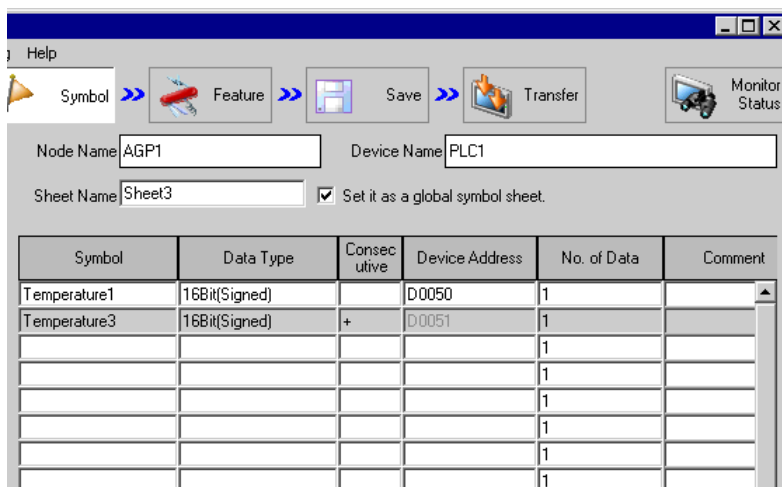 Help
Symbol Feature Save Transfer Monitor Status
Node Name AGP1 Device Name PLC1
Sheet Name Sheet3 Set it as a global symbol sheet.
Symbol Data Type Consec utive Device Address No. of Data Comment
Temperature1 16Bit(Signed) D0050 1
Temperature3 16Bit(Signed) + D0051 1
1
1
1
1
1
1